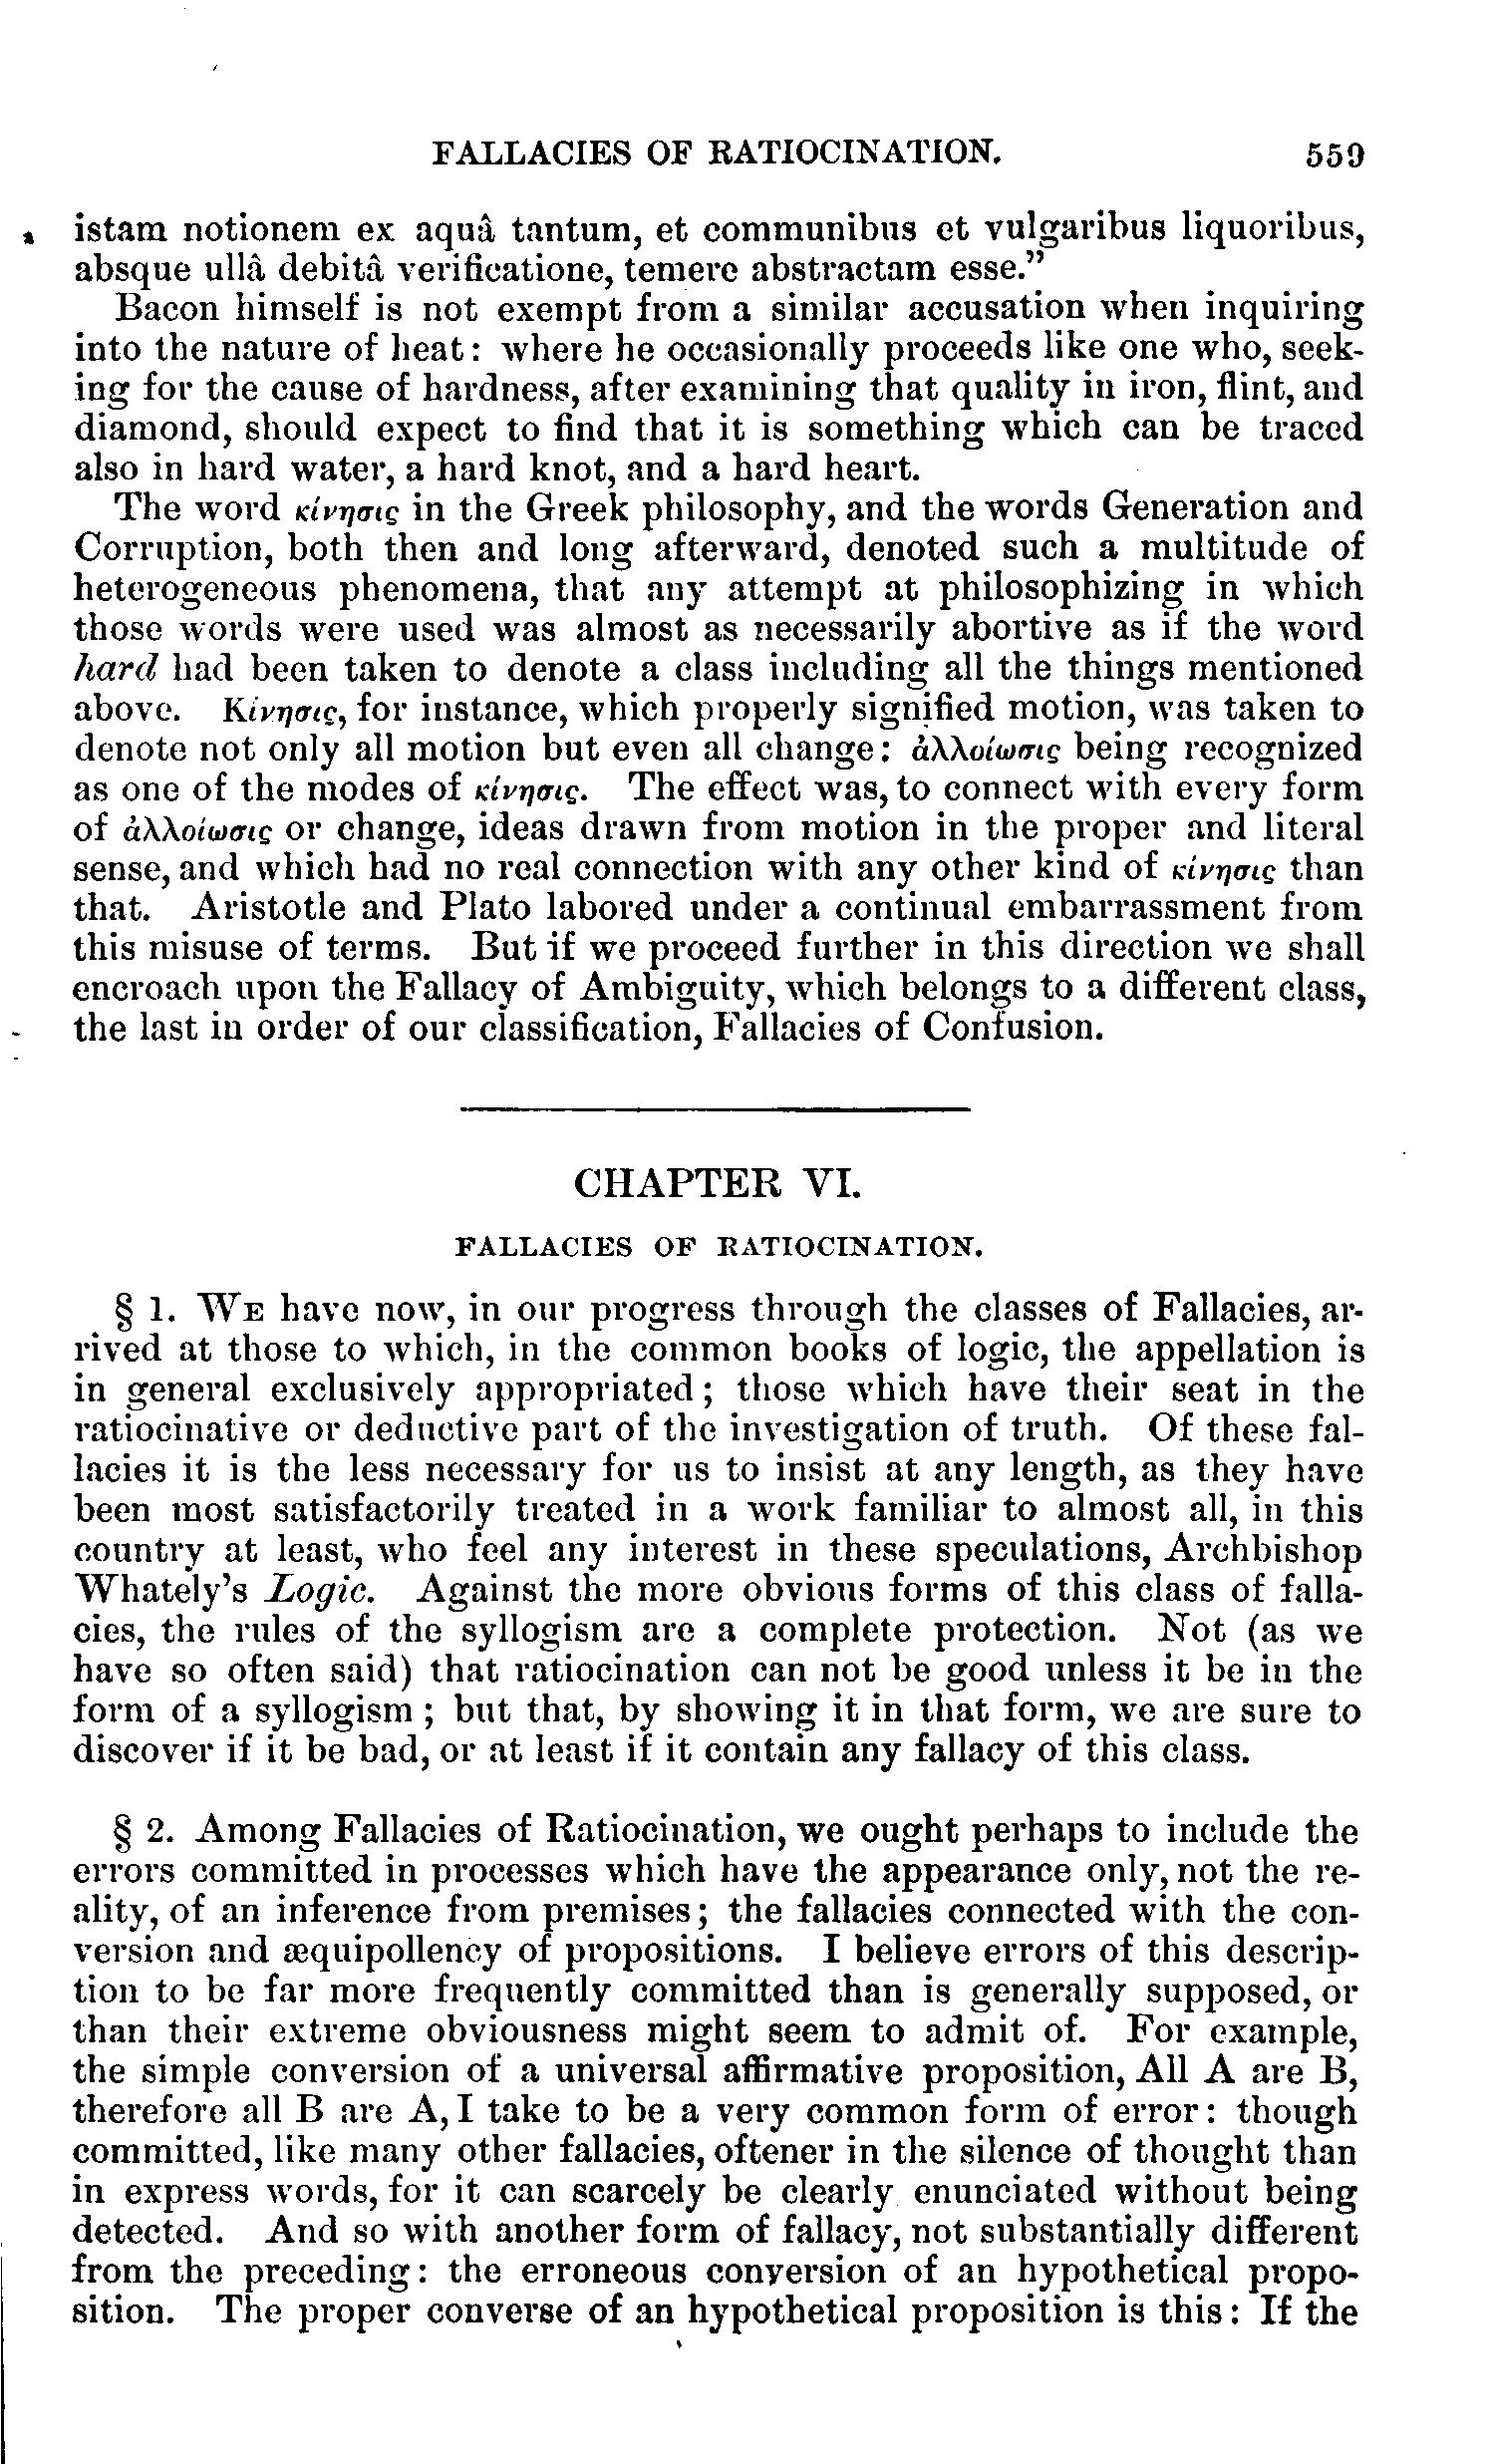 FALLACIES OF RATIOCINATION. 559
istam notionem ex aquâ tantum, et communibus et vulgaribus liquoribus,
absque ullâ debitâ verificatione, temere abstractam esse.”
Bacon himself is not exempt from a similar accusation when inquiring
into the nature of heat: where he occasionally proceeds like one who, seek-
ing for the cause of hardness, after examining that quality in iron, flint, and
diamond, should expect to find that it is something which can be traced
also in hard water, a hard knot, and a hard heart.
The word κίνησις in the Greek philosophy, and the words Generation and
Corruption, both then and long afterward, denoted such a multitude of
heterogeneous phenomena, that any attempt at philosophizing in which
those words were used was almost as necessarily abortive as if the word
hard had been taken to denote a class including all the things mentioned
above. Κίνησις, for instance, which properly signified motion, was taken to
denote not only all motion but even all change: ἀλλοίωσις being recognized
as one of the modes of κίνησις. The effect was, to connect with every form
of ἀλλοίωσις or change, ideas drawn from motion in the proper and literal
sense, and which had no real connection with any other kind of κίνησις than
that. Aristotle and Plato labored under a continual embarrassment from
this misuse of terms. But if we proceed further in this direction we shall
encroach upon the Fallacy of Ambiguity, which belongs to a different class,
the last in order of our classification, Fallacies of Confusion.
CHAPTER VI.
FALLACIES OF RATIOCINATION.
§ 1. WE have now, in our progress through the classes of Fallacies, ar-
rived at those to which, in the common books of logic, the appellation is
in general exclusively appropriated; those which have their seat in the
ratiocinative or deductive part of the investigation of truth. Of these fal-
lacies it is the less necessary for us to insist at any length, as they have
been most satisfactorily treated in a work familiar to almost all, in this
country at least, who feel any interest in these speculations, Archbishop
Whately’s Logic. Against the more obvious forms of this class of falla-
cies, the rules of the syllogism are a complete protection. Not (as we
have so often said) that ratiocination can not be good unless it be in the
form of a syllogism; but that, by showing it in that form, we are sure to
discover if it be bad, or at least if it contain any fallacy of this class.
§ 2. Among Fallacies of Ratiocination, we ought perhaps to include the
errors committed in processes which have the appearance only, not the re-
ality, of an inference from premises; the fallacies connected with the con-
version and æquipollency of propositions. I believe errors of this descrip-
tion to be far more frequently committed than is generally supposed, or
than their extreme obviousness might seem to admit of. For example,
the simple conversion of a universal affirmative proposition, All A are B,
therefore all B are A, I take to be a very common form of error: though
committed, like many other fallacies, oftener in the silence of thought than
in express words, for it can scarcely be clearly enunciated without being
detected. And so with another form of fallacy, not substantially different
from the preceding: the erroneous conversion of an hypothetical propo-
sition. The proper converse of an hypothetical proposition is this: If the